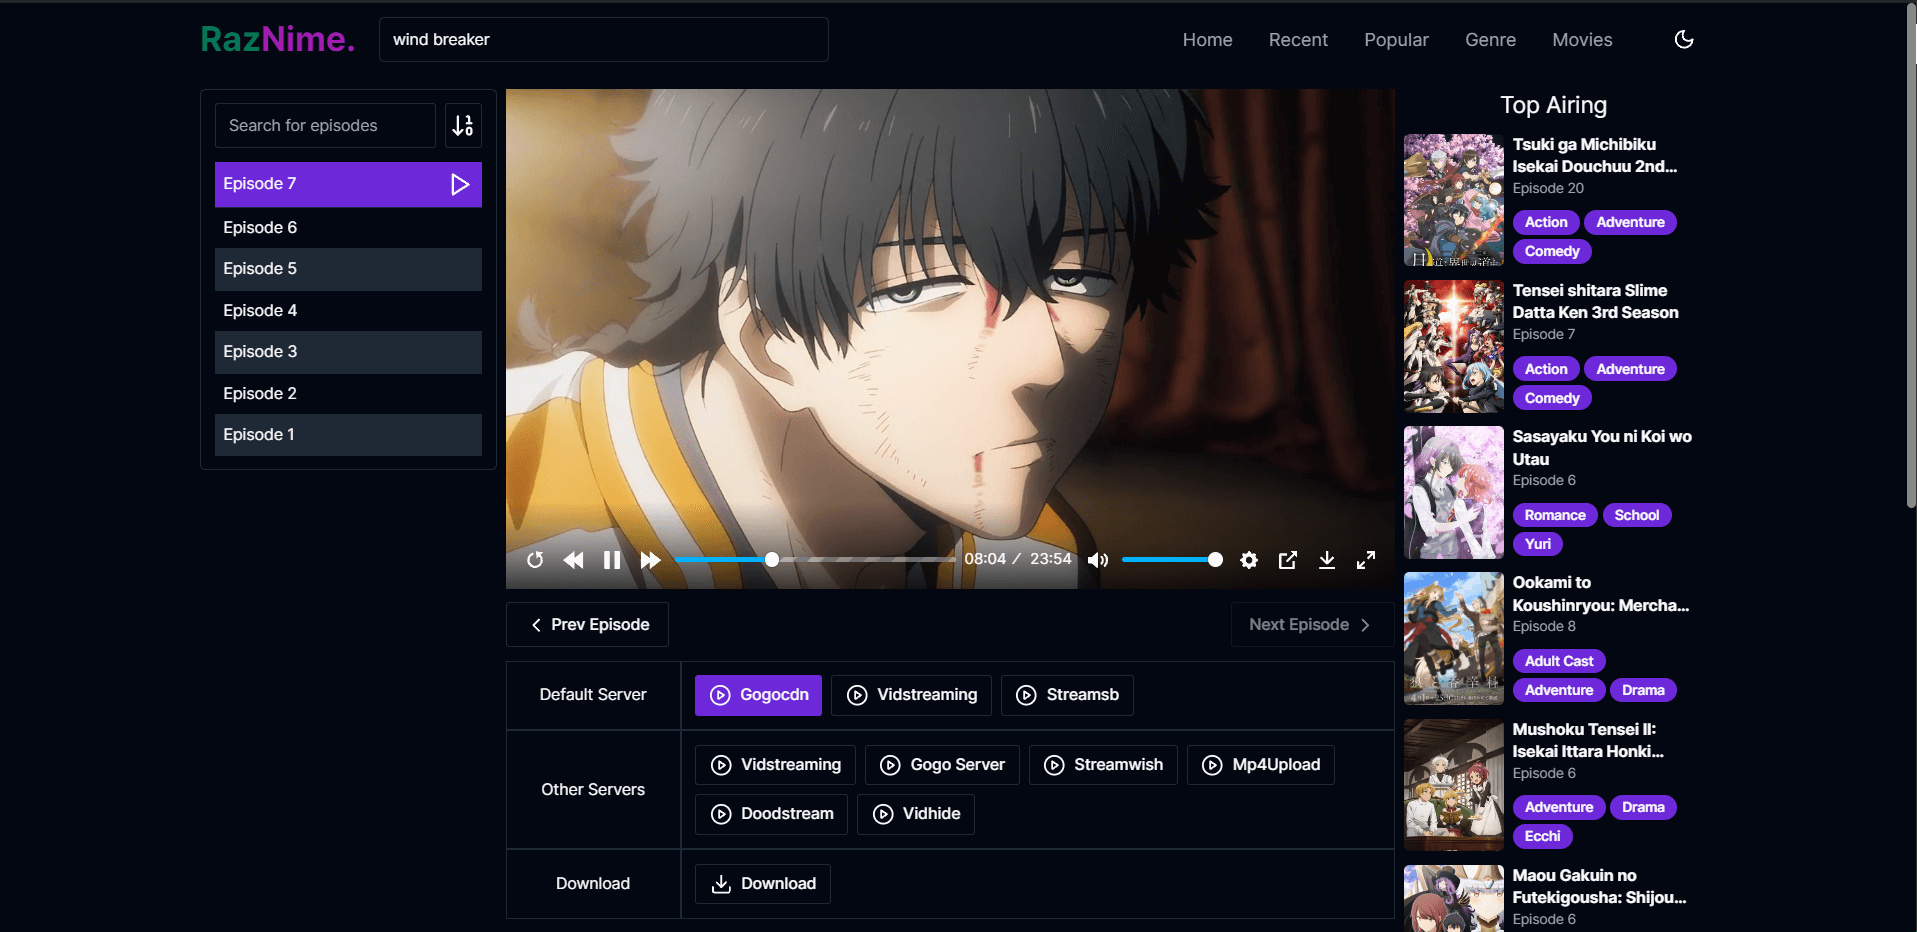 RazNime.
wind breaker
Home
Recent
Popular
Genre
Movies
Search for episodes
Episode 7
Episode 6
Episode 5
Episode 4
Episode 3
Episode 2
Episode 1
08:04 / 23:54
Prev Episode
Next Episode
Default Server
Gogocdn
Vidstreaming
Streamsb
Other Servers
Vidstreaming
Gogo Server
Streamwish
Mp4Upload
Doodstream
Vidhide
Download
Download
Top Airing
Tsuki ga Michibiku
Isekai Douchuu 2nd...
Episode 20
Action
Adventure
Comedy
Tensei shitara Slime
Datta Ken 3rd Season
Episode 7
Action
Adventure
Comedy
Sasayaku You ni Koi wo
Utau
Episode 6
Romance
School
Yuri
Ookami to
Koushinryou: Mercha...
Episode 8
Adult Cast
Adventure
Drama
Mushoku Tensei II:
Isekai Ittara Honki...
Episode 6
Adventure
Drama
Ecchi
Maou Gakuin no
Futekigousha: Shijou...
Episode 6